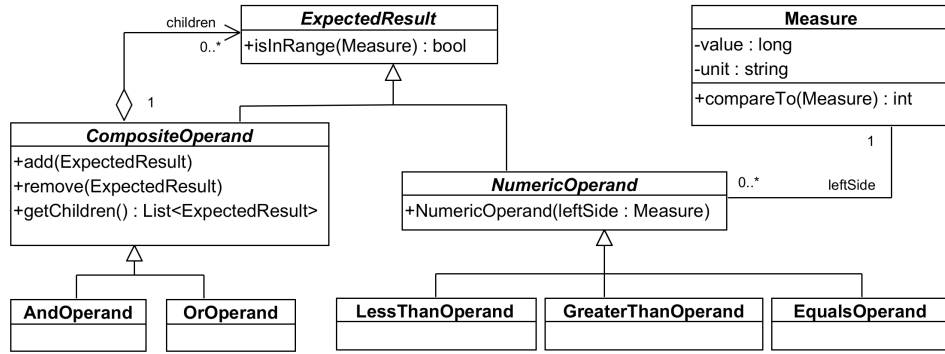 children
0..*
1
ExpectedResult
+isInRange(Measure) : bool
Measure
-value : long
-unit : string
+compareTo(Measure) : int
1
leftSide
0..*
CompositeOperand
+add(ExpectedResult)
+remove(ExpectedResult)
+getChildren() : List<ExpectedResult>
NumericOperand
+NumericOperand(leftSide : Measure)
AndOperand
OrOperand
LessThanOperand
GreaterThanOperand
EqualsOperand